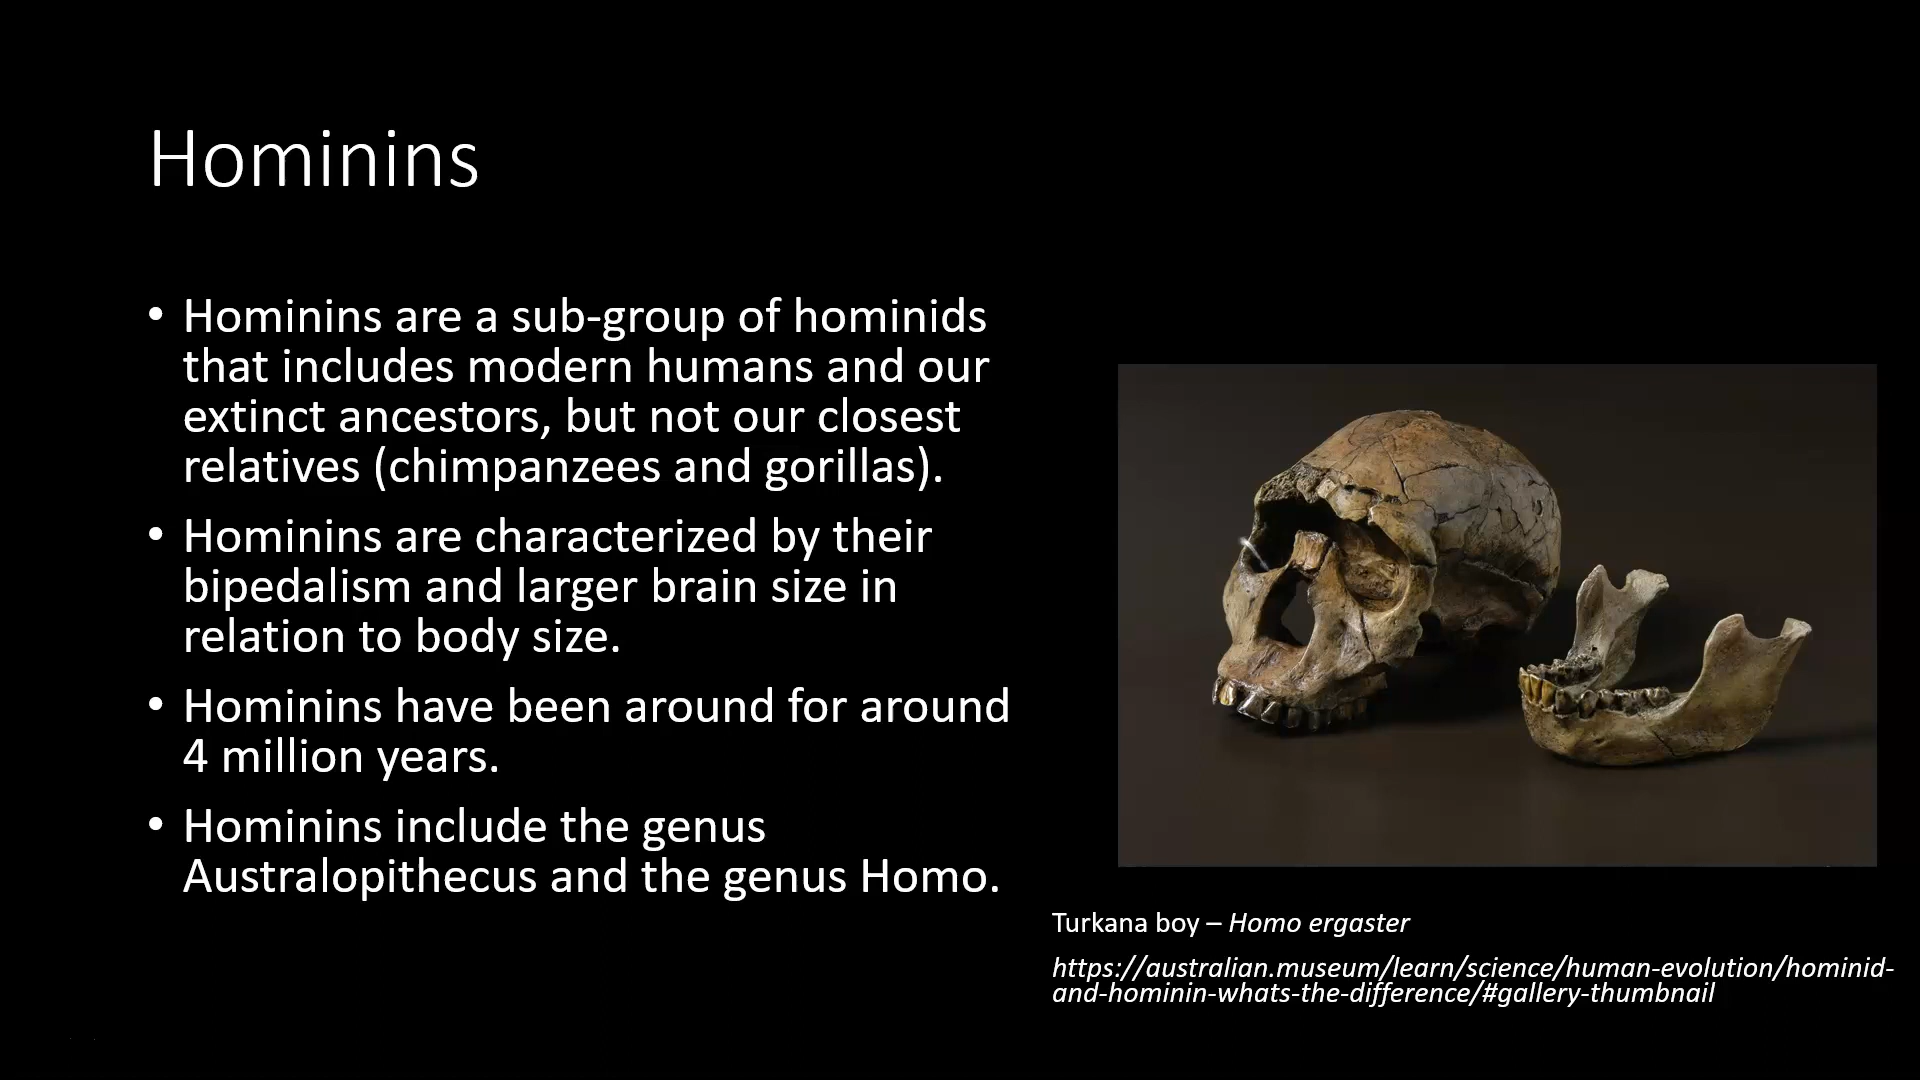 Hominins
• Hominins are a sub-group of hominids
that includes modern humans and our
extinct ancestors, but not our closest
relatives (chimpanzees and gorillas).
• Hominins are characterized by their
bipedalism and larger brain size in
relation to body size.
• Hominins have been around for around
4 million years.
• Hominins include the genus
Australopithecus and the genus Homo.
Turkana boy – Homo ergaster
https://australian.museum/learn/science/human-evolution/hominid-
and-hominin-whats-the-difference/#gallery-thumbnail